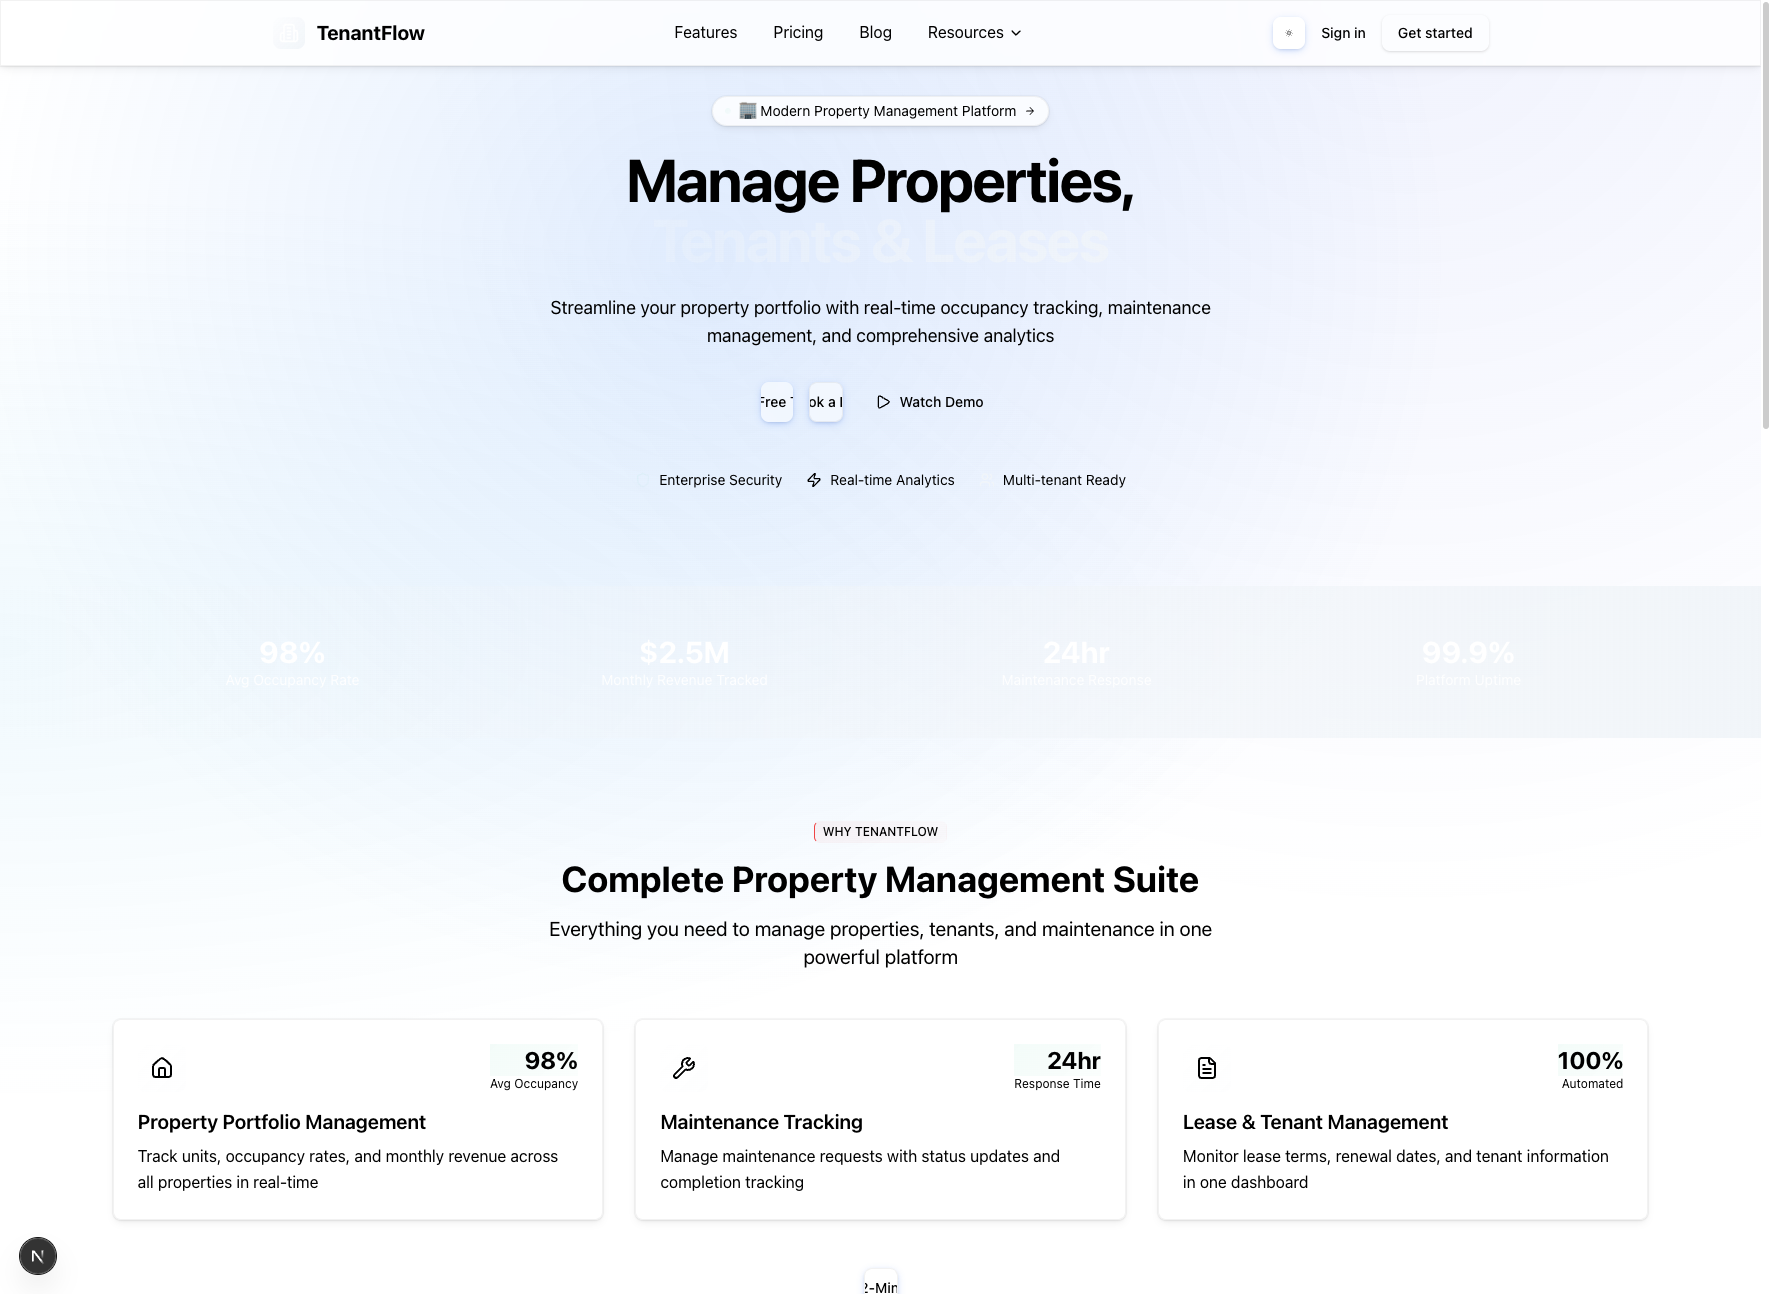 TenantFlow
Features
Pricing
Blog
Resources
Sign in
Get started
🏢 Modern Property Management Platform →
Manage Properties,
Tenants & Leases
Streamline your property portfolio with real-time occupancy tracking, maintenance
management, and comprehensive analytics
Free
ok a
Watch Demo
Enterprise Security
Real-time Analytics
Multi-tenant Ready
98%
Avg Occupancy Rate
$2.5M
Monthly Revenue Tracked
24hr
Maintenance Response
99.9%
Platform Uptime
WHY TENANTFLOW
Complete Property Management Suite
Everything you need to manage properties, tenants, and maintenance in one
powerful platform
98%
Avg Occupancy
Property Portfolio Management
Track units, occupancy rates, and monthly revenue across
all properties in real-time
24hr
Response Time
Maintenance Tracking
Manage maintenance requests with status updates and
completion tracking
100%
Automated
Lease & Tenant Management
Monitor lease terms, renewal dates, and tenant information
in one dashboard
N
2-Min